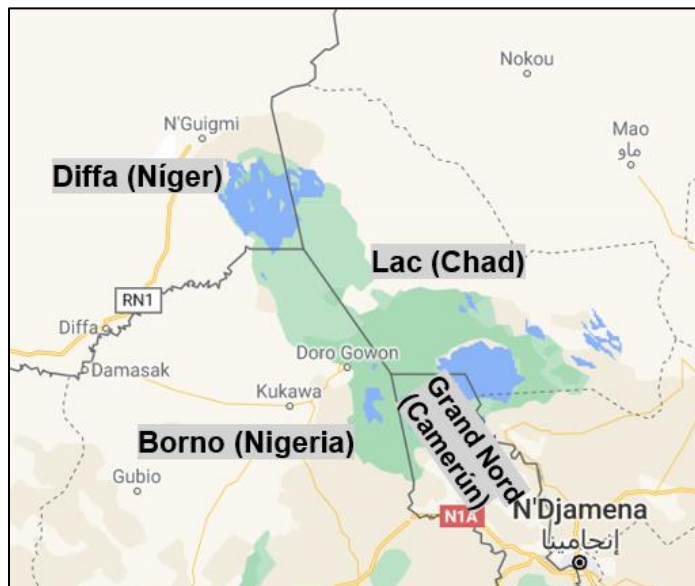 Nokou
N'Guigmi
Mao
ماو
Diffa (Níger)
Lac (Chad)
RN1
Diffa
Damasak
Doro Gowon
Kukawa
Grand Nord
(Camerún)
Borno (Nigeria)
Gubio
N1A
N'Djamena
إنجامينا